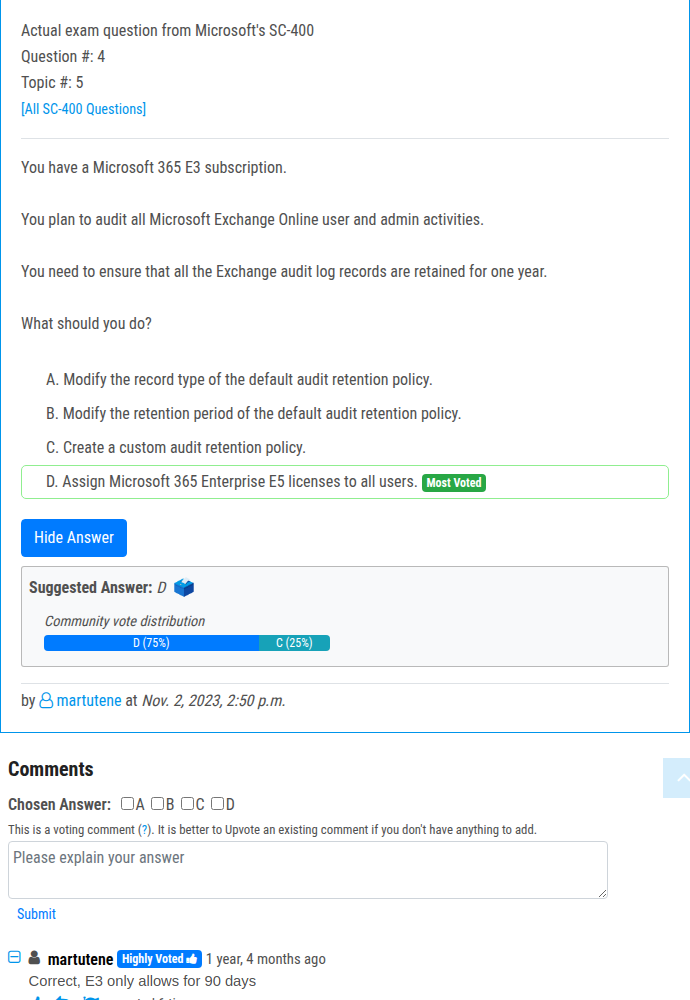 Actual exam question from Microsoft's SC-400
Question #: 4
Topic #: 5
[All SC-400 Questions]
You have a Microsoft 365 E3 subscription.
You plan to audit all Microsoft Exchange Online user and admin activities.
You need to ensure that all the Exchange audit log records are retained for one year.
What should you do?
A. Modify the record type of the default audit retention policy.
B. Modify the retention period of the default audit retention policy.
C. Create a custom audit retention policy.
D. Assign Microsoft 365 Enterprise E5 licenses to all users. Most Voted
Hide Answer
Suggested Answer: D
Community vote distribution
D (75%) C (25%)
by martutene at Nov. 2, 2023, 2:50 p.m.
Comments
Chosen Answer: A B C D
This is a voting comment (?). It is better to Upvote an existing comment if you don't have anything to add.
Please explain your answer
Submit
martutene Highly Voted 1 year, 4 months ago
Correct, E3 only allows for 90 days